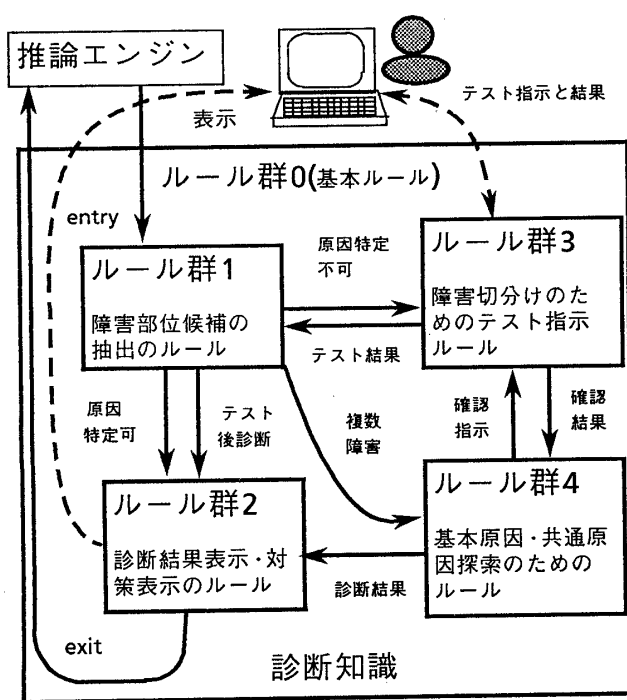 推論エンジン
表示
テスト指示と結果
ルール群0(基本ルール)
entry
ルール群1
障害部位候補の
抽出のルール
原因特定
不可
テスト結果
ルール群3
障害切分けのた
めのテスト指示
ルール
原因
特定可
テスト
後診断
複数
障害
確認
指示
確認
結果
ルール群2
診断結果表示・対
策表示のルール
診断結果
ルール群4
基本原因・共通原
因探索のための
ルール
exit
診断知識